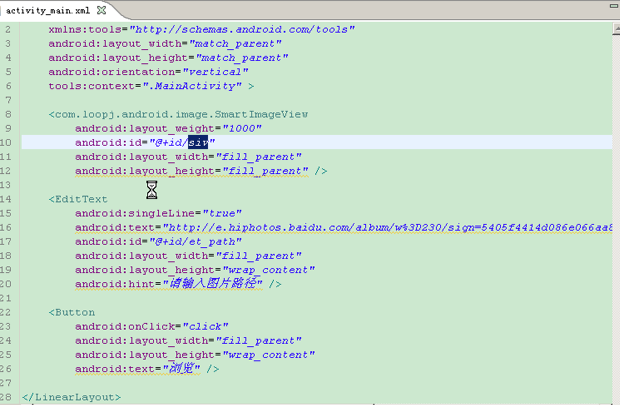 activity_main.xml
2 xmlns:tools="http://schemas.android.com/tools"
3 android:layout_width="match_parent"
4 android:layout_height="match_parent"
5 android:orientation="vertical"
6 tools:context=".MainActivity" >
7
8 <com.loopj.android.image.SmartImageView
9 android:layout_weight="1000"
10 android:id="@+id/siv"
11 android:layout_width="fill_parent"
12 android:layout_height="fill_parent" />
13
14 <EditText
15 android:singleLine="true"
16 android:text="http://e.hiphotos.baidu.com/album/w%3D230/sign=5405f4414d086e066aa8
17 android:id="@+id/et_path"
18 android:layout_width="fill_parent"
19 android:layout_height="wrap_content"
20 android:hint="请输入图片路径" />
21
22 <Button
23 android:onClick="click"
24 android:layout_width="fill_parent"
25 android:layout_height="wrap_content"
26 android:text="浏览" />
27
28 </LinearLayout>